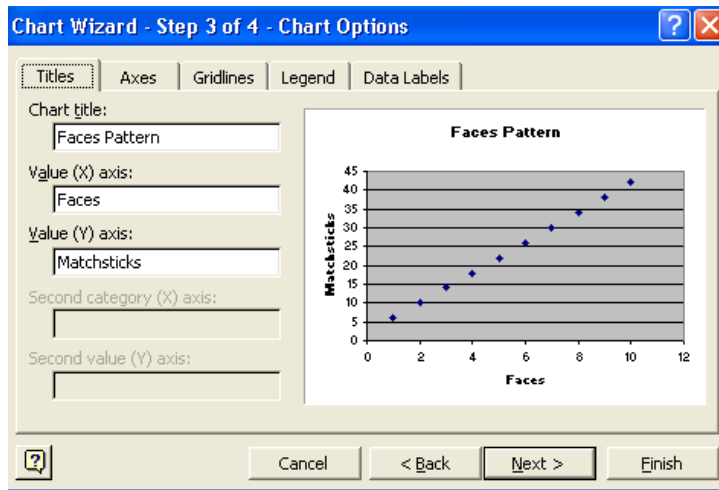 Chart Wizard - Step 3 of 4 - Chart Options
Titles Axes Gridlines Legend Data Labels
Chart title:
Faces Pattern
Value (X) axis:
Faces
Value (Y) axis:
Matchsticks
Second category (X) axis:
Second value (Y) axis:
Faces Pattern
Matchsticks
45
40
35
30
25
20
15
10
5
0
0 2 4 6 8 10 12
Faces
Cancel < Back Next > Finish